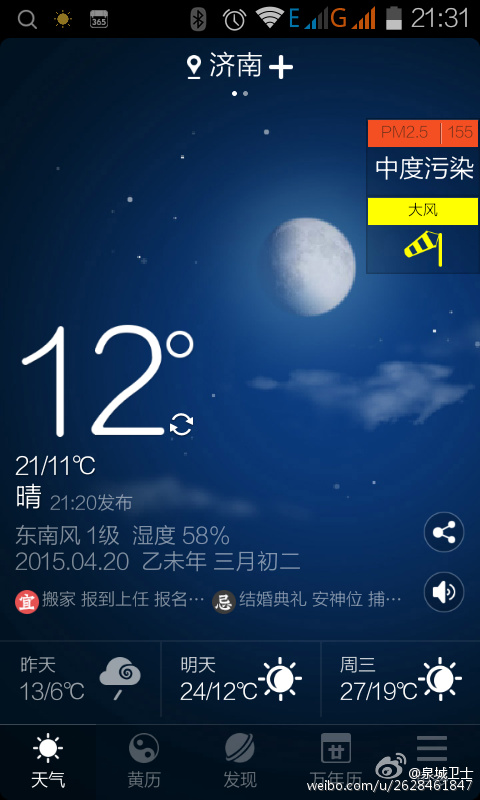 365 E G 21:31
济南
PM2.5 155
中度污染
大风
12°
21/11℃
晴 21:20发布
东南风 1级 湿度 58%
2015.04.20 乙未年 三月初二
宜 搬家 报到上任 报名… 忌 结婚典礼 安神位 捕…
昨天 明天 周三
13/6℃ 24/12℃ 27/19℃
廿
天气 黄历 发现 万年历
@泉城卫士
weibo.com/u/2628461847